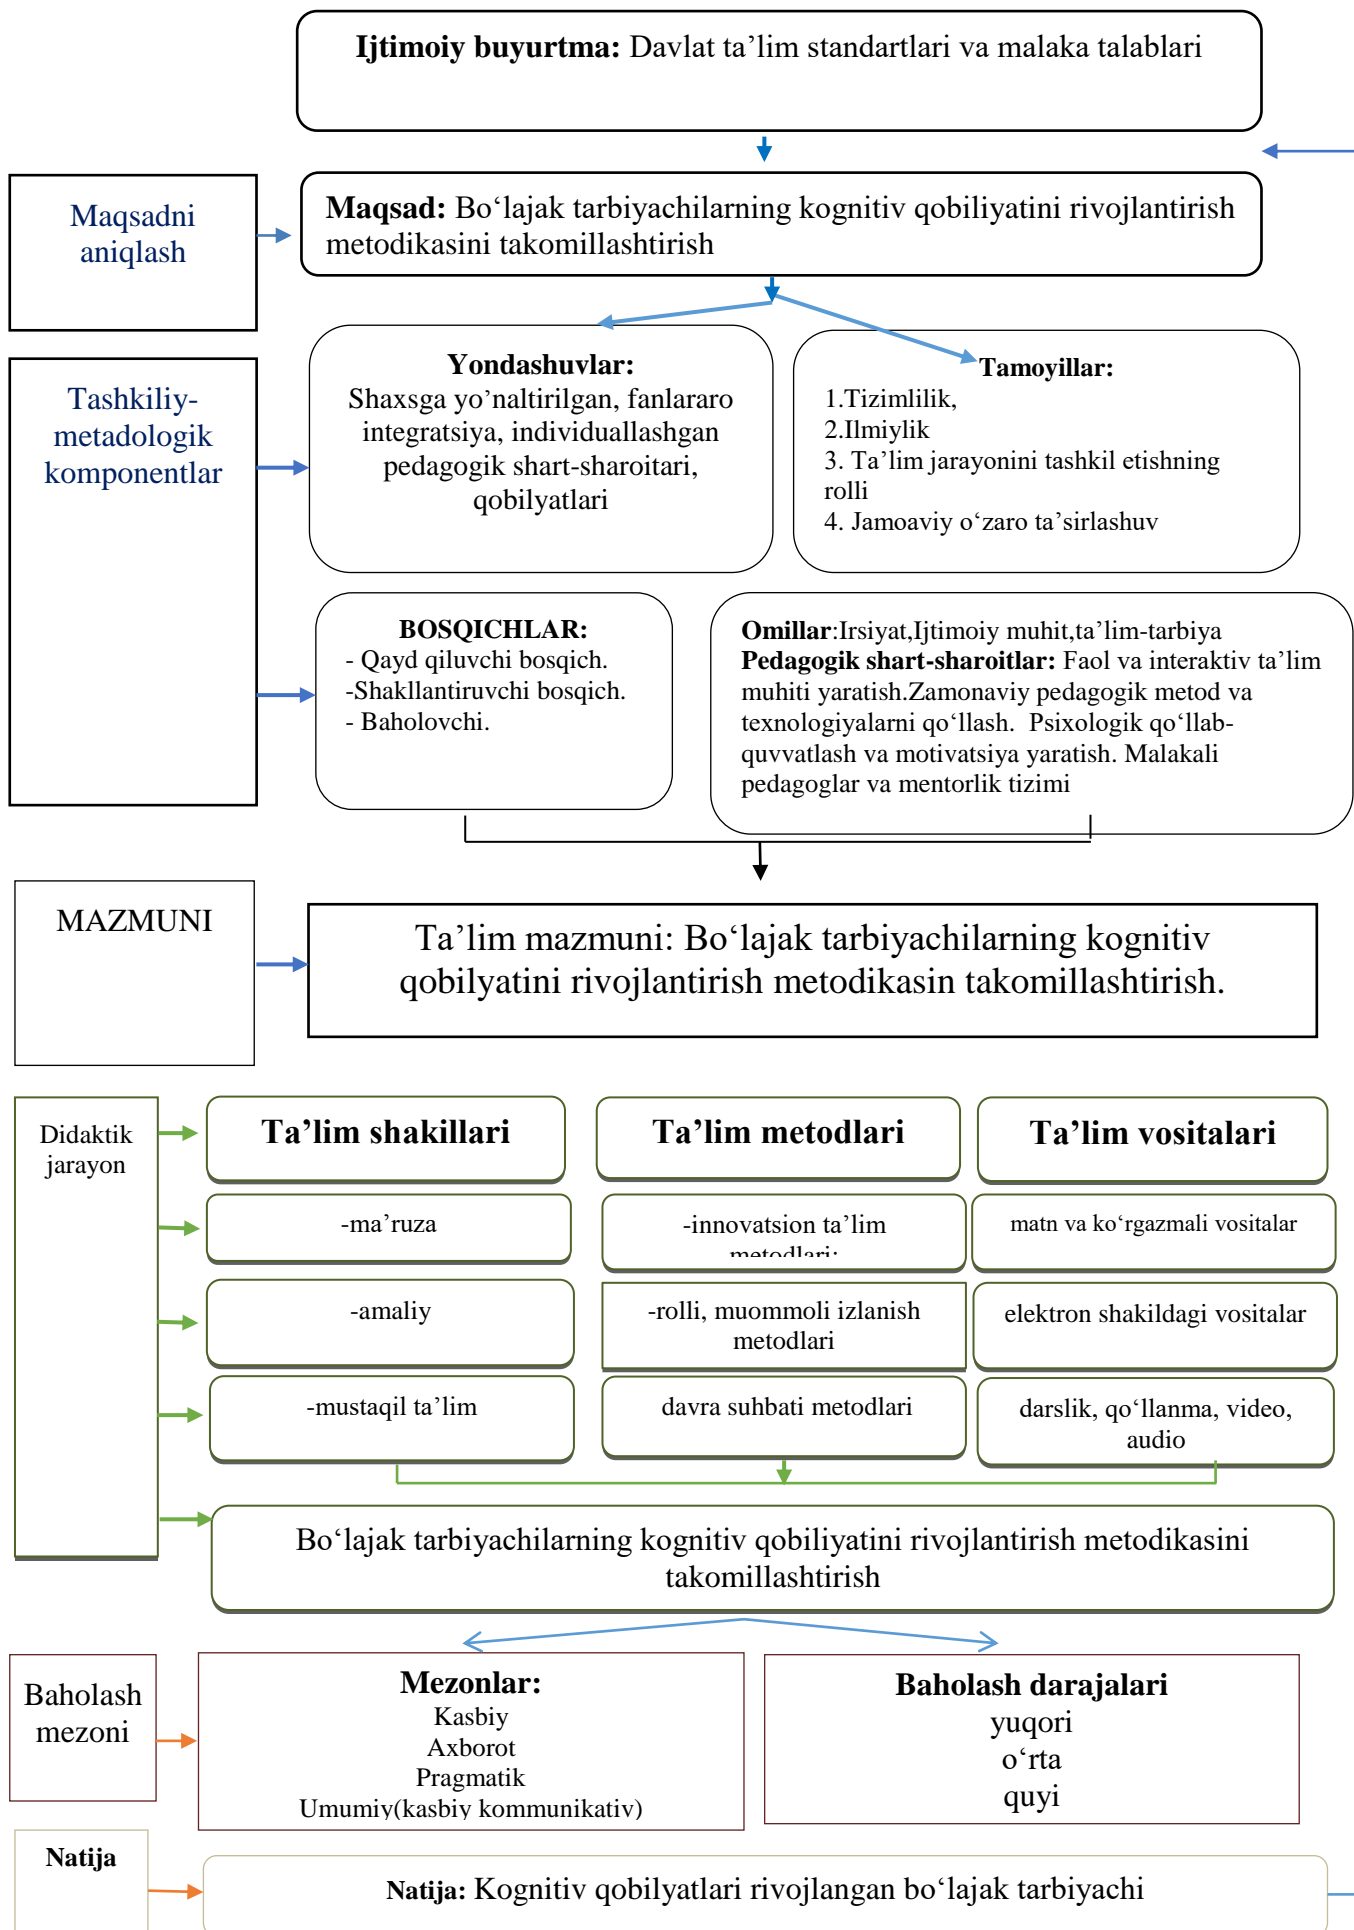 Ijtimoiy buyurtma: Davlat ta’lim standartlari va malaka talablari
Maqsadni
aniqlash
Maqsad: Bo‘lajak tarbiyachilarning kognitiv qobiliyatini rivojlantirish
metodikasini takomillashtirish
Tashkiliy-
metadologik
komponentlar
Yondashuvlar:
Shaxsga yo’naltirilgan, fanlararo
integratsiya, individuallashgan
pedagogik shart-sharoitari,
qobilyatlari
Tamoyillar:
1.Tizimlilik,
2.Ilmiylik
3. Ta’lim jarayonini tashkil etishning
rolli
4. Jamoaviy o‘zaro ta’sirlashuv
BOSQICHLAR:
- Qayd qiluvchi bosqich.
-Shakllantiruvchi bosqich.
- Baholovchi.
Omillar:Irsiyat,Ijtimoiy muhit,ta’lim-tarbiya
Pedagogik shart-sharoitlar: Faol va interaktiv ta’lim
muhiti yaratish.Zamonaviy pedagogik metod va
texnologiyalarni qo‘llash. Psixologik qo‘llab-
quvvatlash va motivatsiya yaratish. Malakali
pedagoglar va mentorlik tizimi
MAZMUNI
Ta’lim mazmuni: Bo‘lajak tarbiyachilarning kognitiv
qobilyatini rivojlantirish metodikasin takomillashtirish.
Didaktik
jarayon
Ta’lim shakillari
Ta’lim metodlari
Ta’lim vositalari
-ma’ruza
-innovatsion ta’lim
metodlari;
matn va ko‘rgazmali vositalar
-amaliy
-rolli, muommoli izlanish
metodlari
elektron shakildagi vositalar
-mustaqil ta’lim
davra suhbati metodlari
darslik, qo‘llanma, video,
audio
Bo‘lajak tarbiyachilarning kognitiv qobiliyatini rivojlantirish metodikasini
takomillashtirish
Baholash
mezoni
Mezonlar:
Kasbiy
Axborot
Pragmatik
Umumiy(kasbiy kommunikativ)
Baholash darajalari
yuqori
o‘rta
quyi
Natija
Natija: Kognitiv qobilyatlari rivojlangan bo‘lajak tarbiyachi